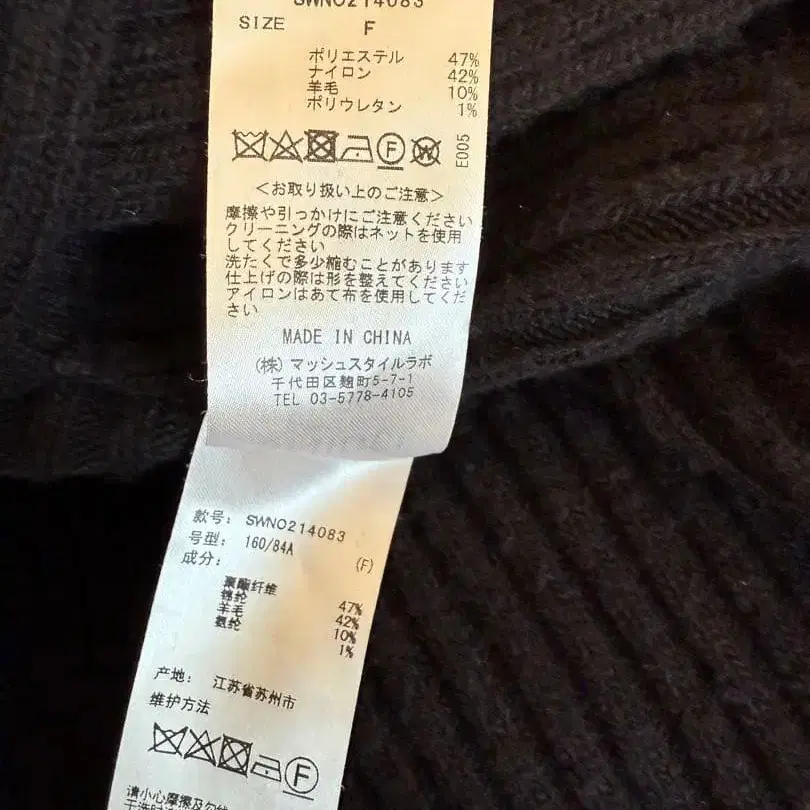 SWNO214083
SIZE F
ポリエステル 47%
ナイロン 42%
羊毛 10%
ポリウレタン 1%
F W E005
＜お取り扱い上のご注意＞
摩擦や引っかけにご注意ください
クリーニングの際はネットを使用
してください
洗たくで多少縮むことがあります
仕上げの際は形を整えてください
アイロンはあて布を使用してくだ
さい
MADE IN CHINA
(株)マッシュスタイルラボ
千代田区麹町5-7-1
TEL 03-5778-4105
款号: SWNO214083
号型: 160/84A (F)
成分:
聚酯纤维 47%
锦纶 42%
羊毛 10%
氨纶 1%
产地: 江苏省苏州市
维护方法
F
请小心摩擦及勾